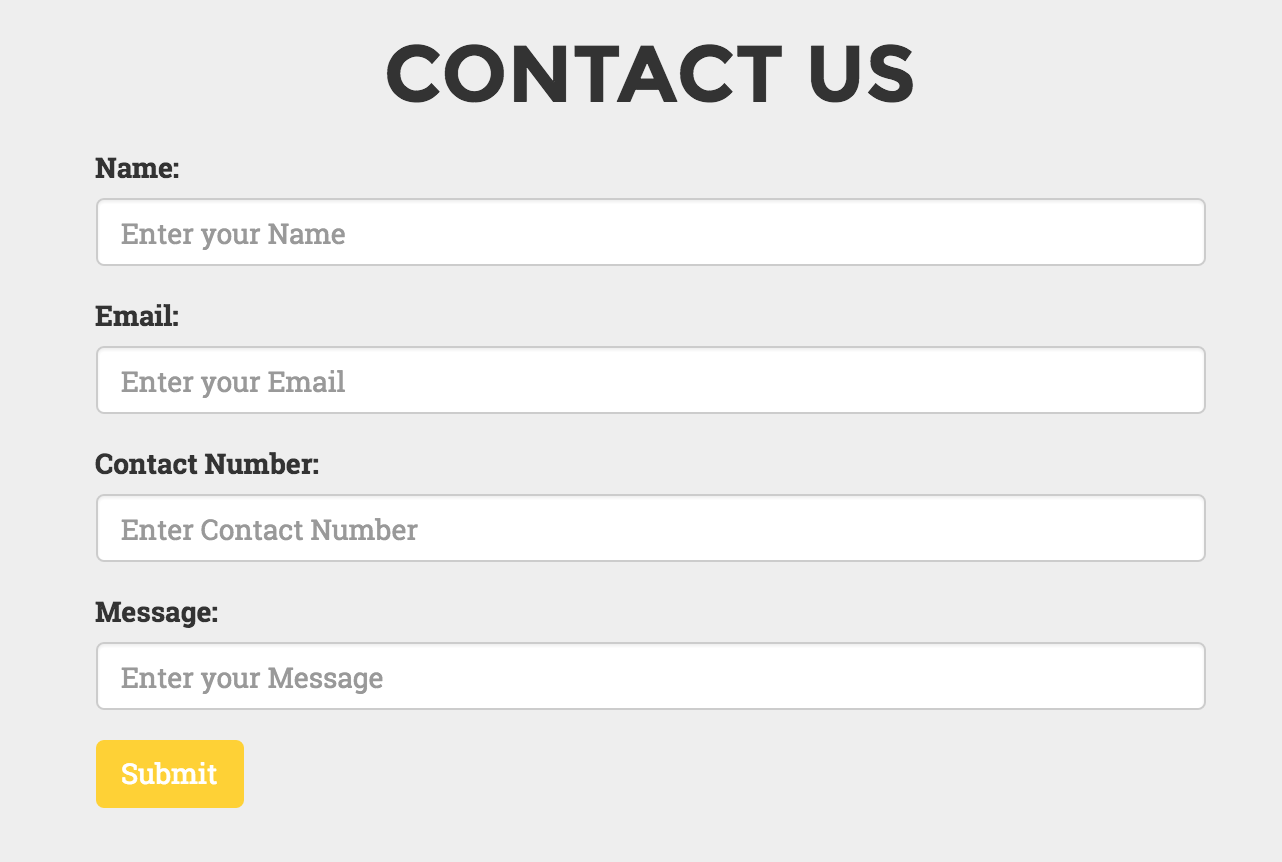 CONTACT US
Name:
Enter your Name
Email:
Enter your Email
Contact Number:
Enter Contact Number
Message:
Enter your Message
Submit